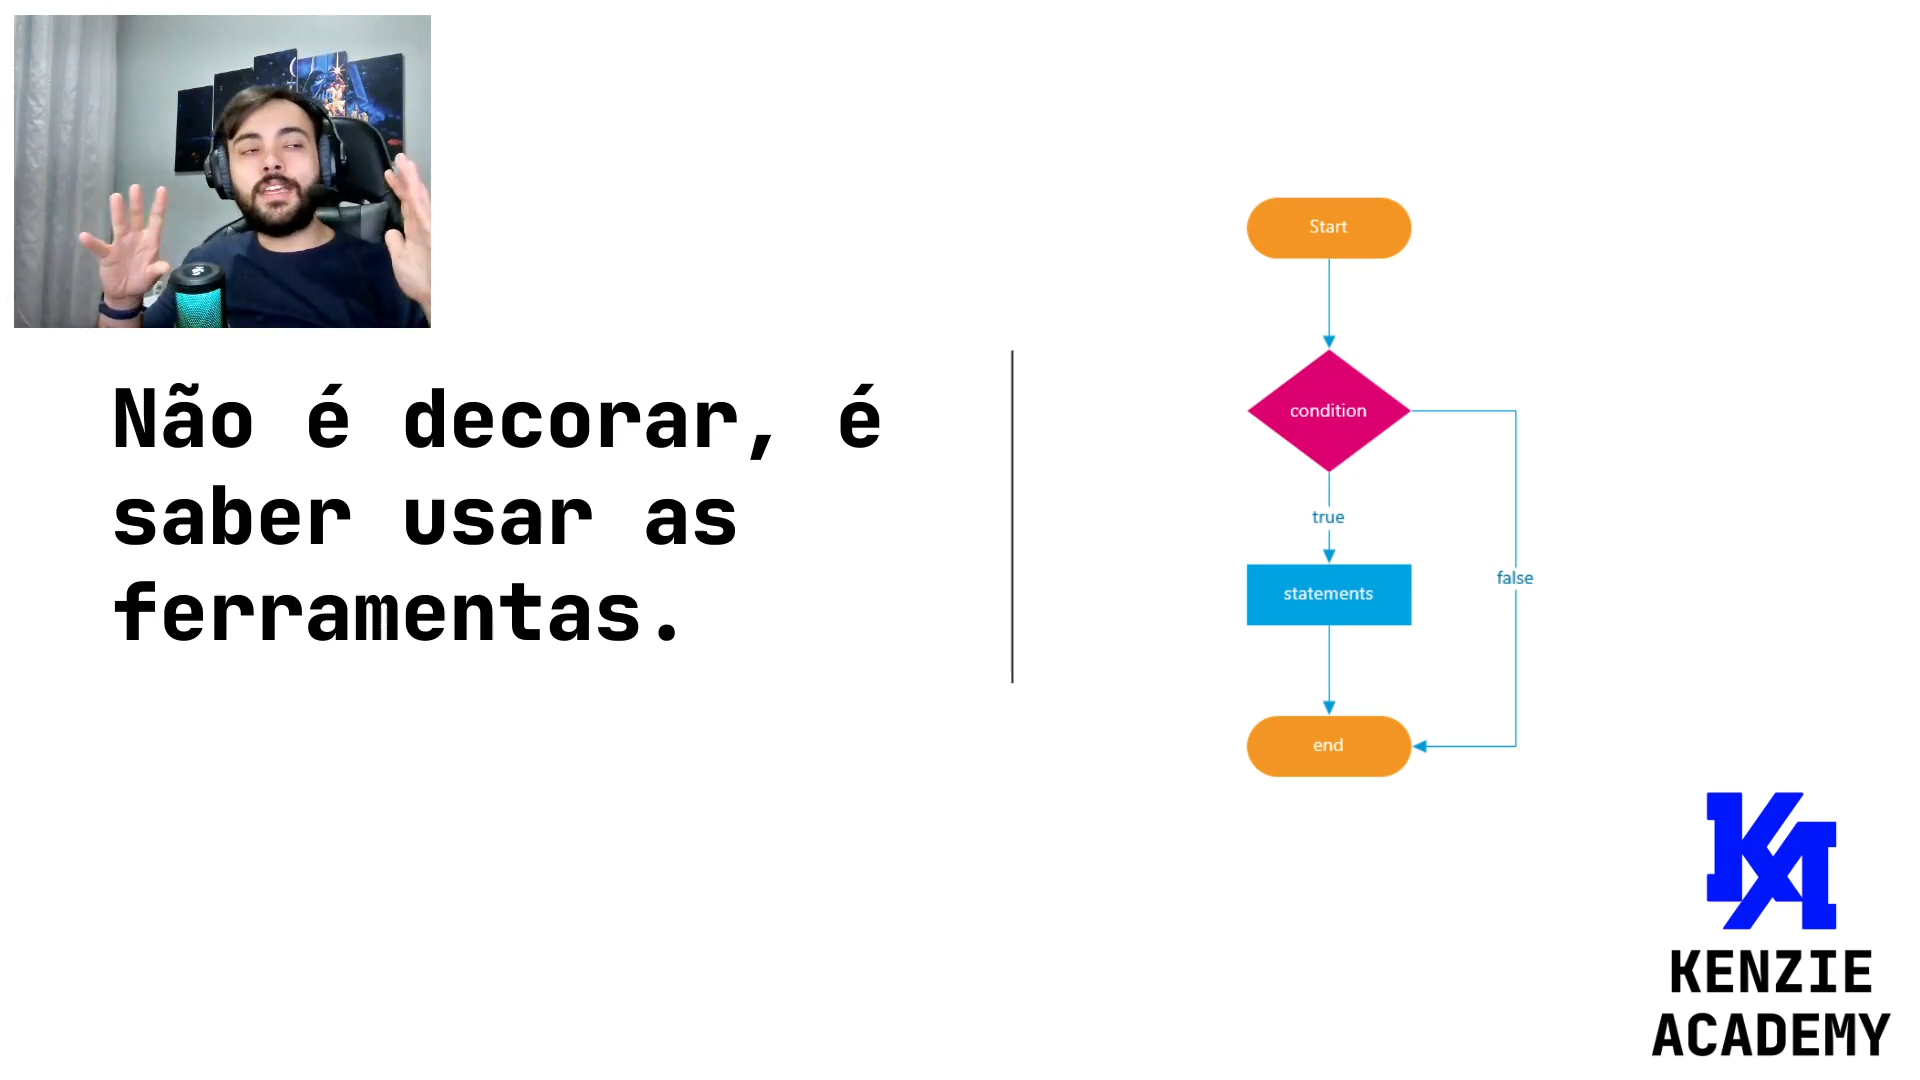 Não é decorar, é
saber usar as
ferramentas.
Start
condition
true
false
statements
end
KENZIE
ACADEMY